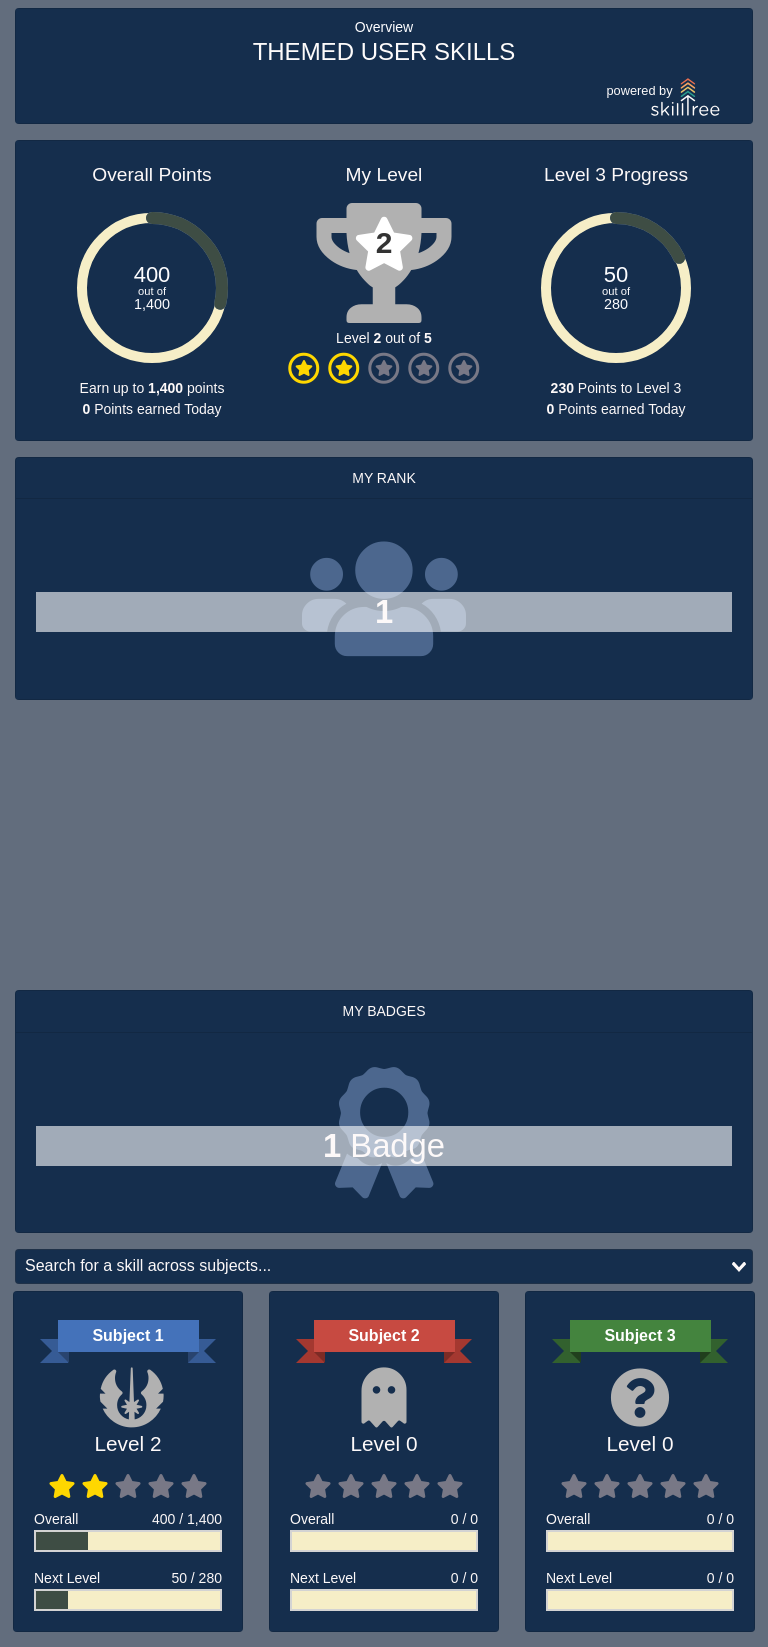 Overview
THEMED USER SKILLS
powered by
skilltree
Overall Points
400
out of
1,400
Earn up to 1,400 points
0 Points earned Today
My Level
2
Level 2 out of 5
Level 3 Progress
50
out of
280
230 Points to Level 3
0 Points earned Today
MY RANK
1
MY BADGES
1 Badge
Search for a skill across subjects...
Subject 1
Level 2
Overall 400 / 1,400
Next Level 50 / 280
Subject 2
Level 0
Overall 0 / 0
Next Level 0 / 0
Subject 3
Level 0
Overall 0 / 0
Next Level 0 / 0